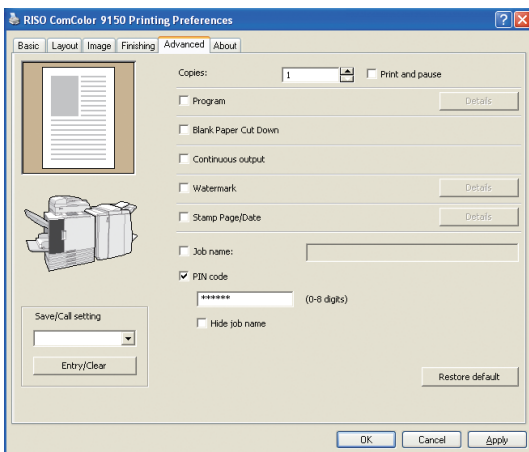 RISO ComColor 9150 Printing Preferences
Basic Layout Image Finishing Advanced About
Copies: 1 Print and pause
Program Details
Blank Paper Cut Down
Continuous output
Watermark Details
Stamp Page/Date Details
Job name:
PIN code
****** (0-8 digits)
Hide job name
Save/Call setting
Entry/Clear
Restore default
OK Cancel Apply